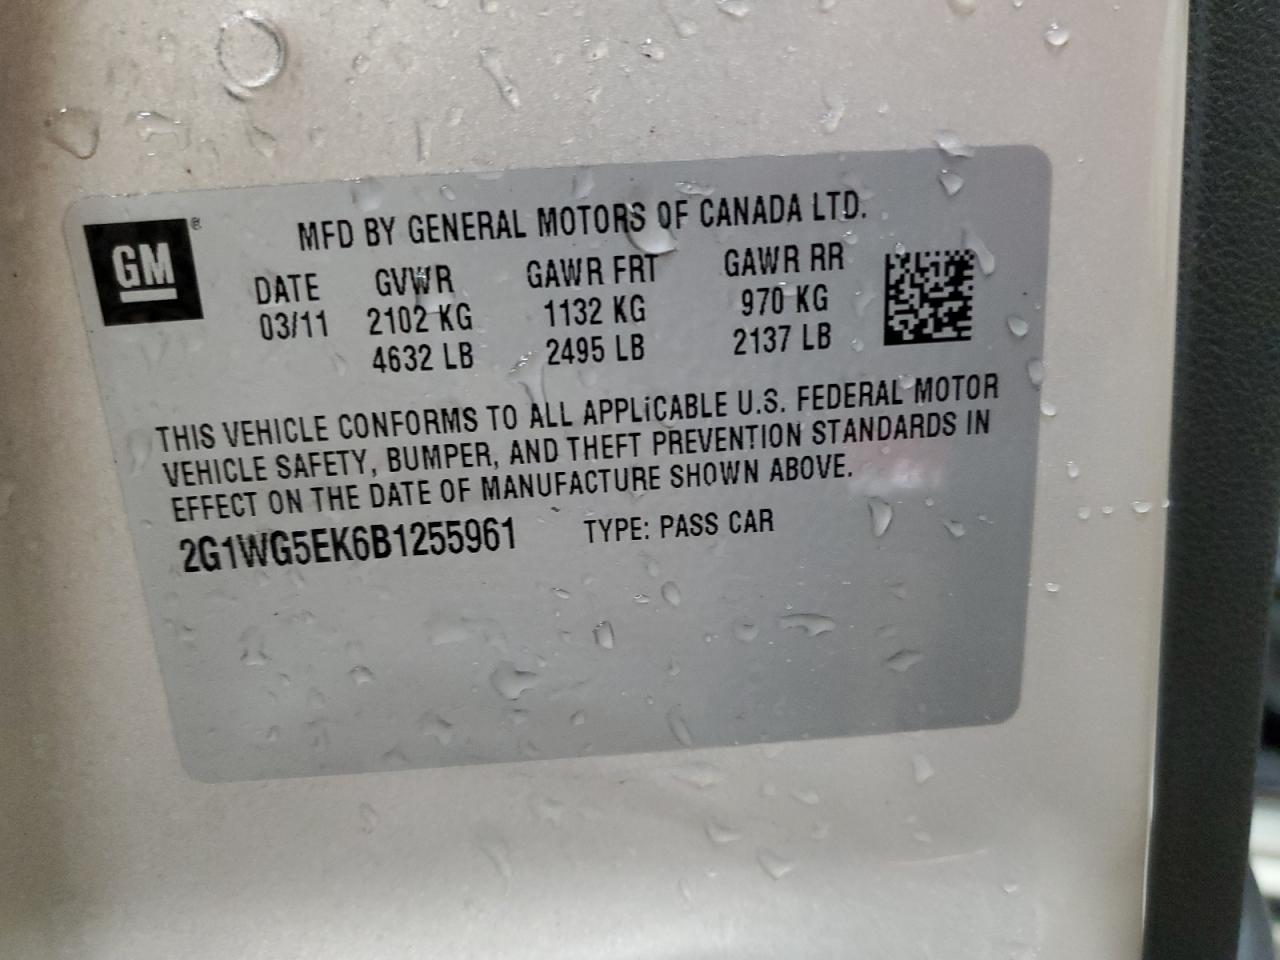 GM ®
MFD BY GENERAL MOTORS OF CANADA LTD.
DATE GVWR GAWR FRT GAWR RR
03/11 2102 KG 1132 KG 970 KG
4632 LB 2495 LB 2137 LB
THIS VEHICLE CONFORMS TO ALL APPLiCABLE U.S. FEDERAL MOTOR
VEHICLE SAFETY, BUMPER, AND THEFT PREVENTION STANDARDS IN
EFFECT ON THE DATE OF MANUFACTURE SHOWN ABOVE.
2G1WG5EK6B1255961 TYPE: PASS CAR